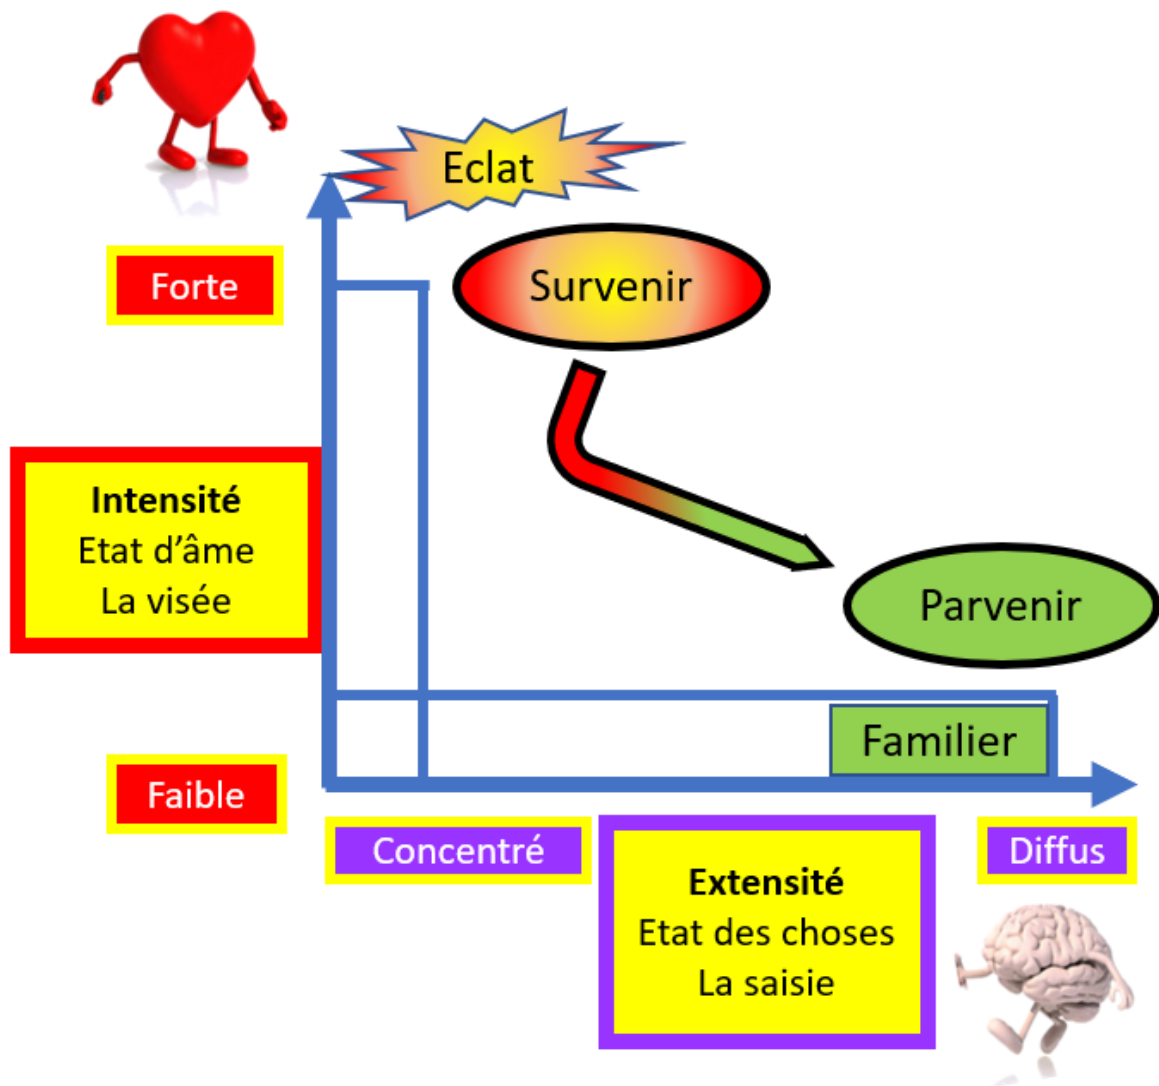 Eclat
Survenir
Forte
Intensité
Etat d’âme
La visée
Parvenir
Familier
Faible
Concentré
Diffus
Extensité
Etat des choses
La saisie